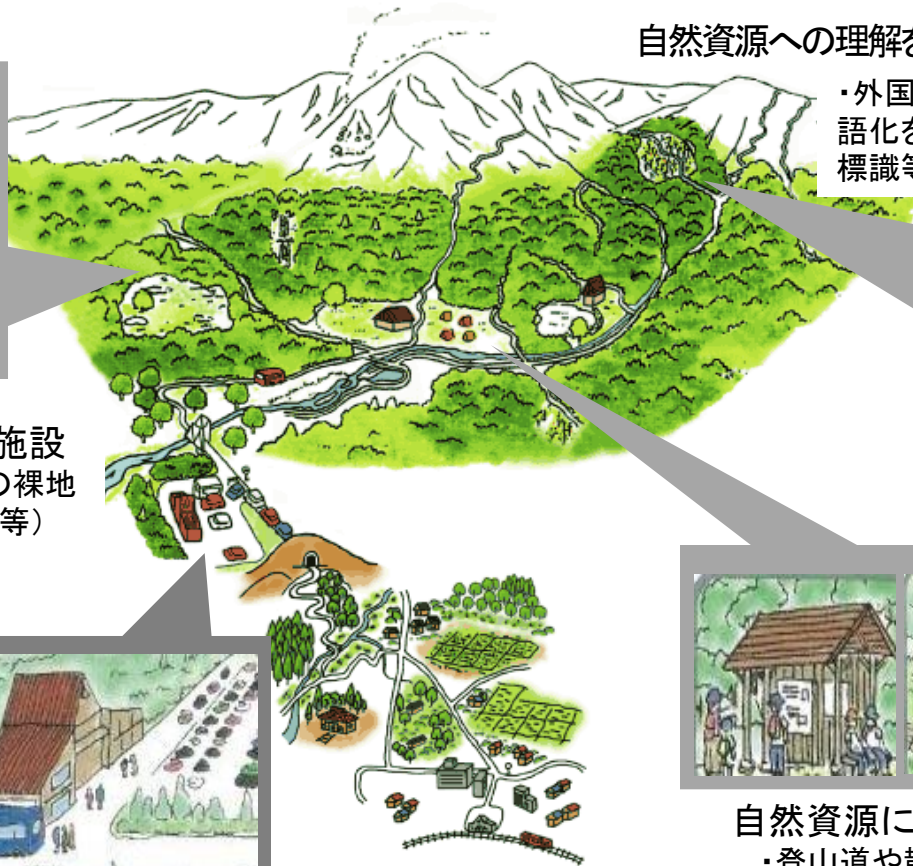 自然資源への理解を
・外国
語化を
標識等
施設
の裸地
等）
自然資源に
・登山道や